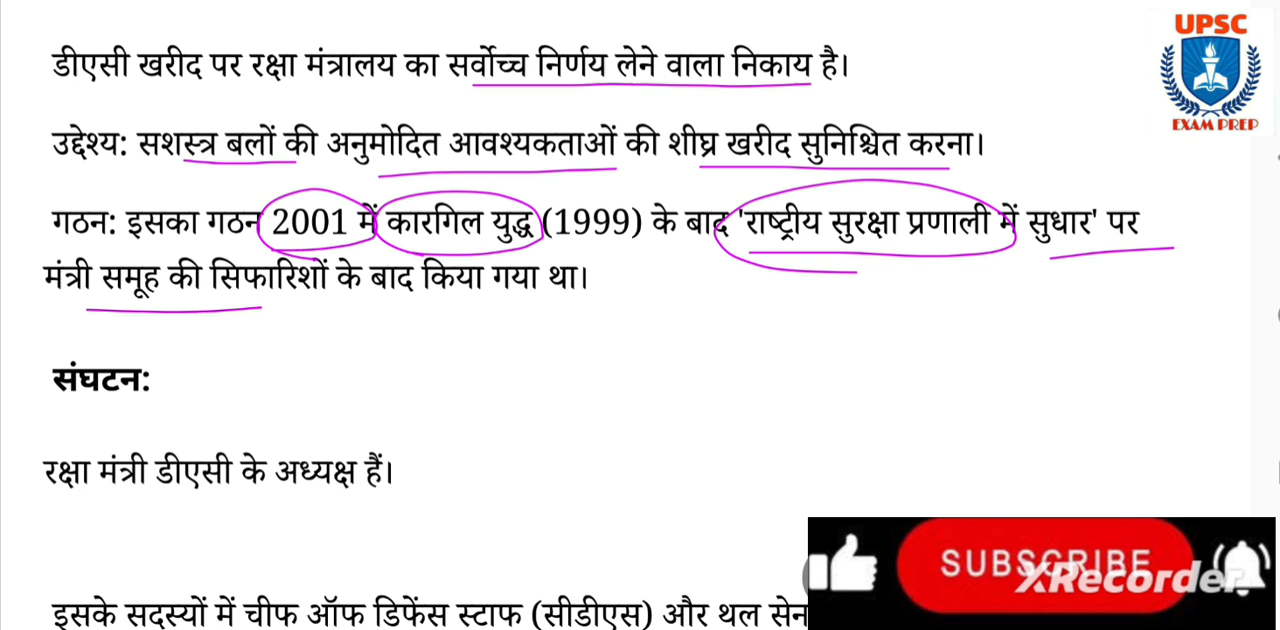 UPSC
EXAM PREP
डीएसी खरीद पर रक्षा मंत्रालय का सर्वोच्च निर्णय लेने वाला निकाय है।
उद्देश्य: सशस्त्र बलों की अनुमोदित आवश्यकताओं की शीघ्र खरीद सुनिश्चित करना।
गठन: इसका गठन 2001 में कारगिल युद्ध (1999) के बाद 'राष्ट्रीय सुरक्षा प्रणाली में सुधार' पर
मंत्री समूह की सिफारिशों के बाद किया गया था।
संघटन:
रक्षा मंत्री डीएसी के अध्यक्ष हैं।
SUBSCRIBE
XRecorder
इसके सदस्यों में चीफ ऑफ डिफेंस स्टाफ (सीडीएस) और थल सेन